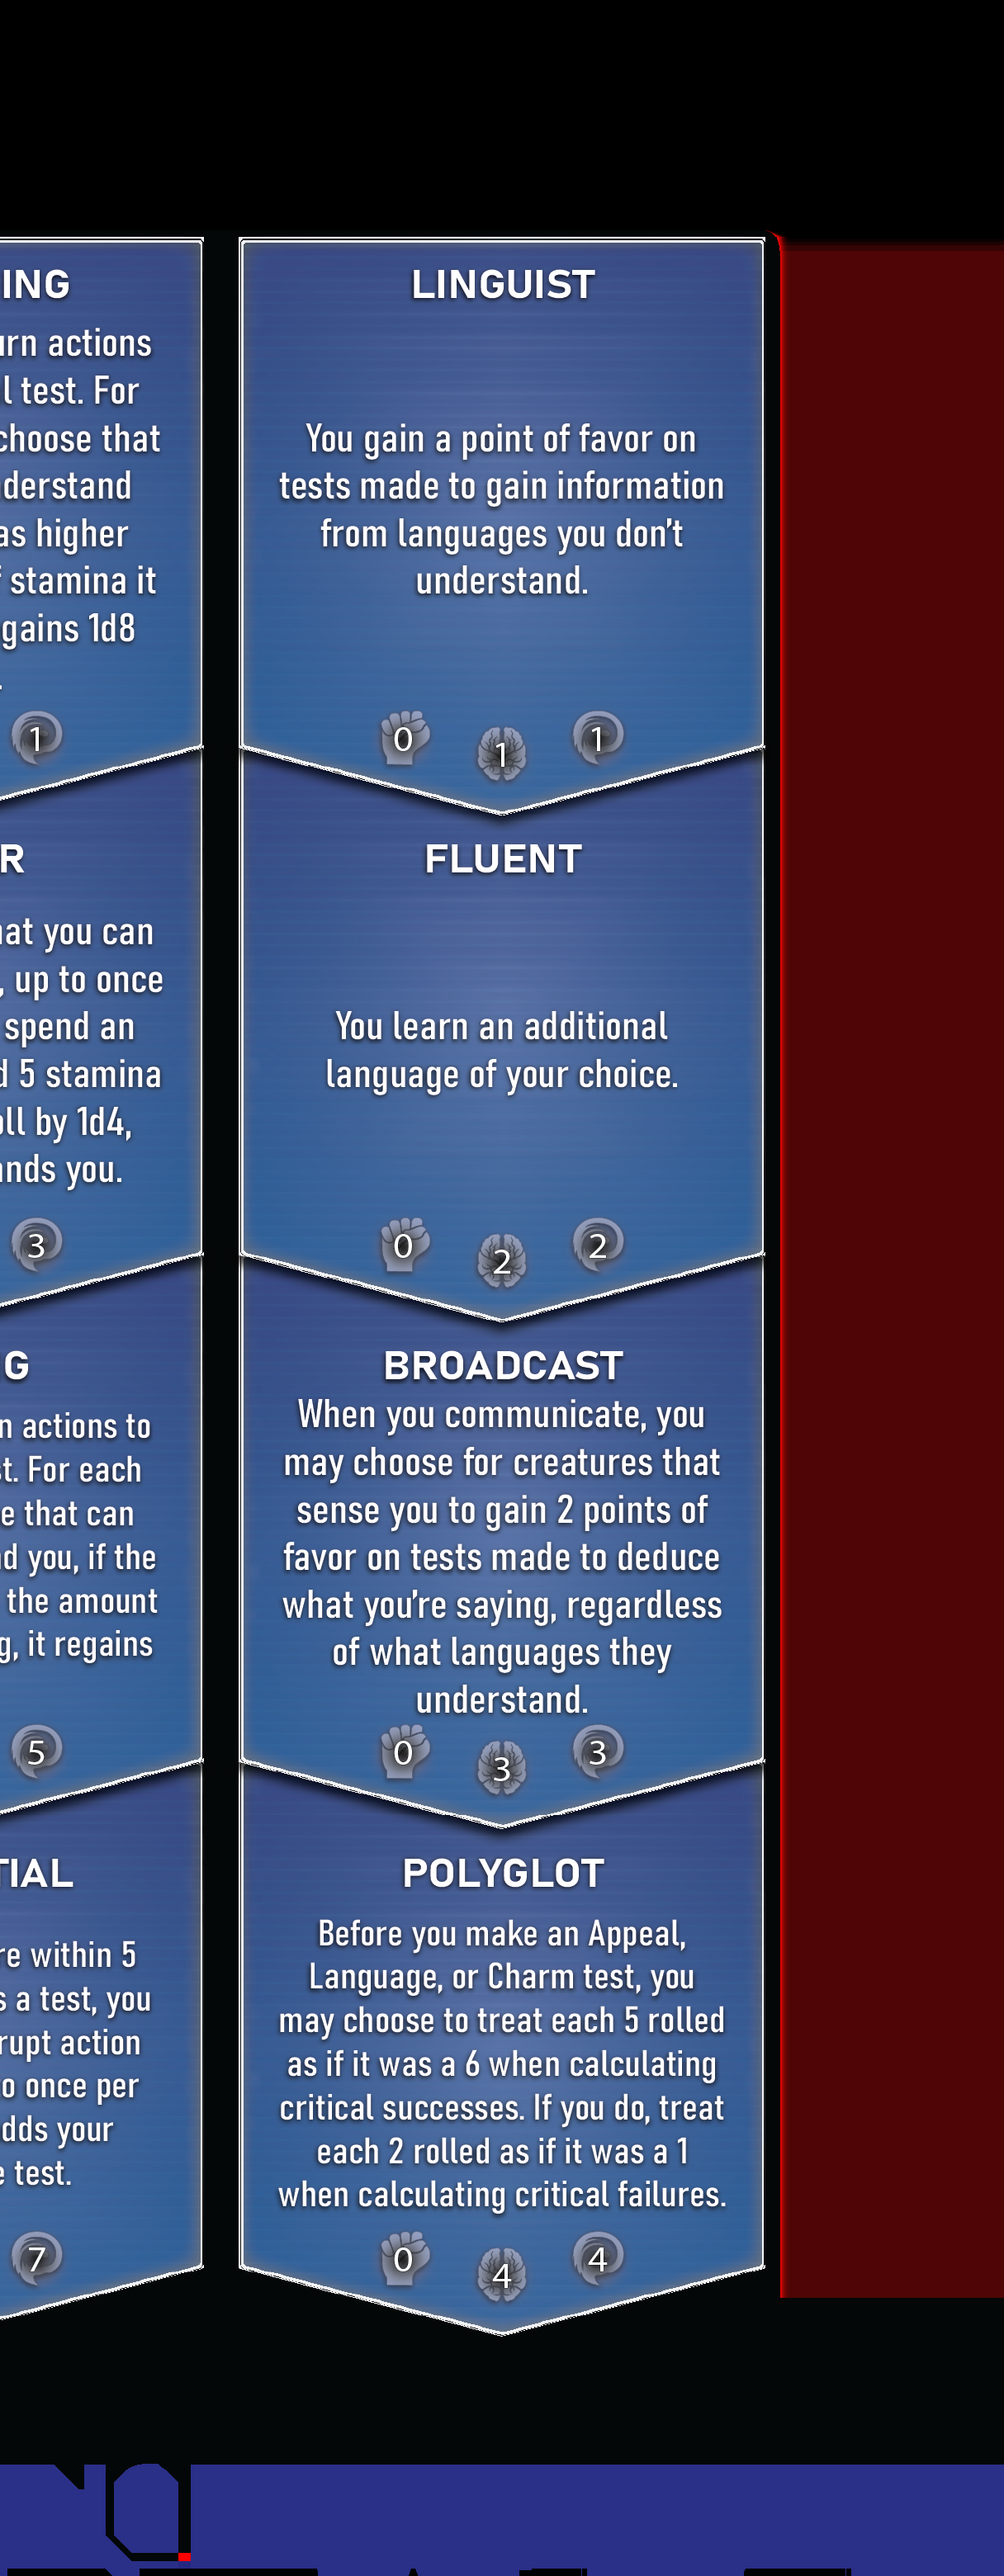 ING
urn actions
l test. For
choose that
nderstand
as higher
f stamina it
gains 1d8
.
1
R
hat you can
, up to once
spend an
d 5 stamina
oll by 1d4,
ands you.
3
G
n actions to
st. For each
e that can
nd you, if the
the amount
g, it regains
5
TIAL
re within 5
s a test, you
rupt action
to once per
adds your
e test.
7
LINGUIST
You gain a point of favor on
tests made to gain information
from languages you don't
understand.
0 1 1
FLUENT
You learn an additional
language of your choice.
0 2 2
BROADCAST
When you communicate, you
may choose for creatures that
sense you to gain 2 points of
favor on tests made to deduce
what you're saying, regardless
of what languages they
understand.
0 3 3
POLYGLOT
Before you make an Appeal,
Language, or Charm test, you
may choose to treat each 5 rolled
as if it was a 6 when calculating
critical successes. If you do, treat
each 2 rolled as if it was a 1
when calculating critical failures.
0 4 4